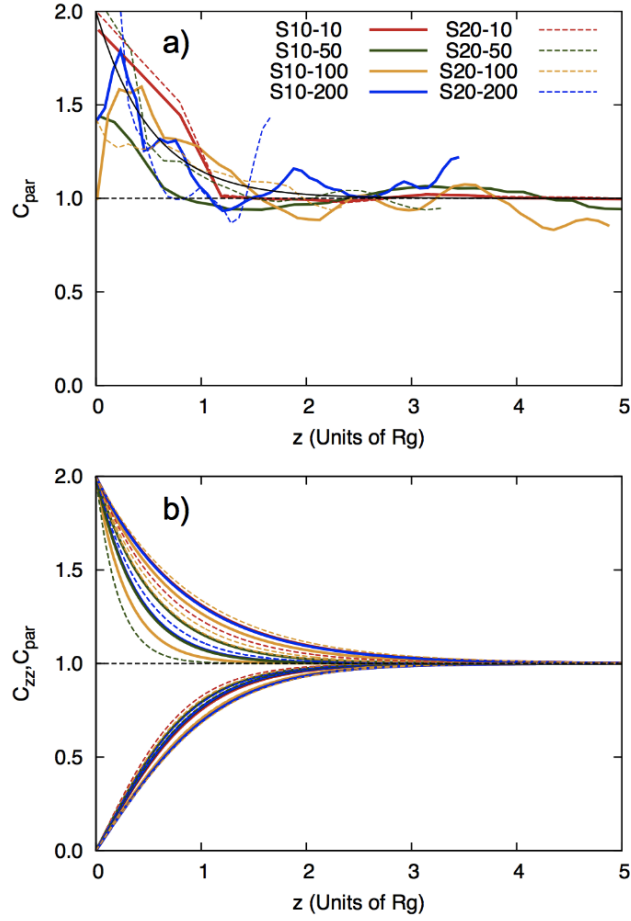 2.0
1.5
1.0
0.5
0.0
Cpar
a)
S10-10 S20-10
S10-50 S20-50
S10-100 S20-100
S10-200 S20-200
0 1 2 3 4 5
z (Units of Rg)
2.0
1.5
1.0
0.5
0.0
Czz, Cpar
b)
0 1 2 3 4 5
z (Units of Rg)